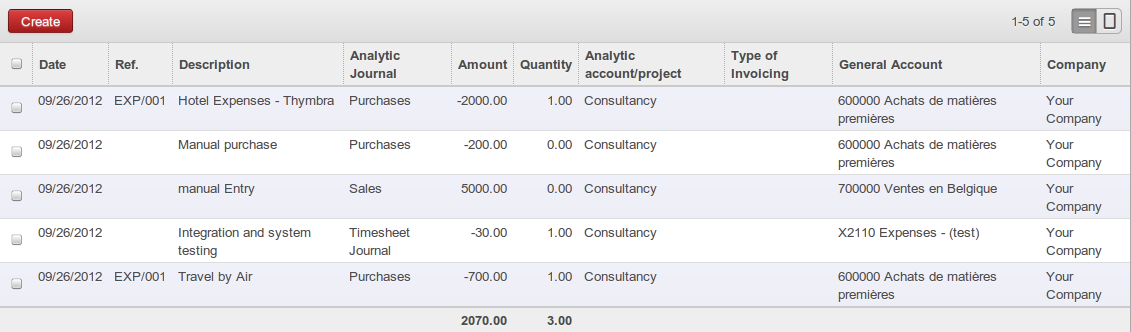 Create 1-5 of 5
Date Ref. Description Analytic Journal Amount Quantity Analytic account/project Type of Invoicing General Account Company
09/26/2012 EXP/001 Hotel Expenses - Thymbra Purchases -2000.00 1.00 Consultancy 600000 Achats de matières premières Your Company
09/26/2012 Manual purchase Purchases -200.00 0.00 Consultancy 600000 Achats de matières premières Your Company
09/26/2012 manual Entry Sales 5000.00 0.00 Consultancy 700000 Ventes en Belgique Your Company
09/26/2012 Integration and system testing Timesheet Journal -30.00 1.00 Consultancy X2110 Expenses - (test) Your Company
09/26/2012 EXP/001 Travel by Air Purchases -700.00 1.00 Consultancy 600000 Achats de matières premières Your Company
2070.00 3.00